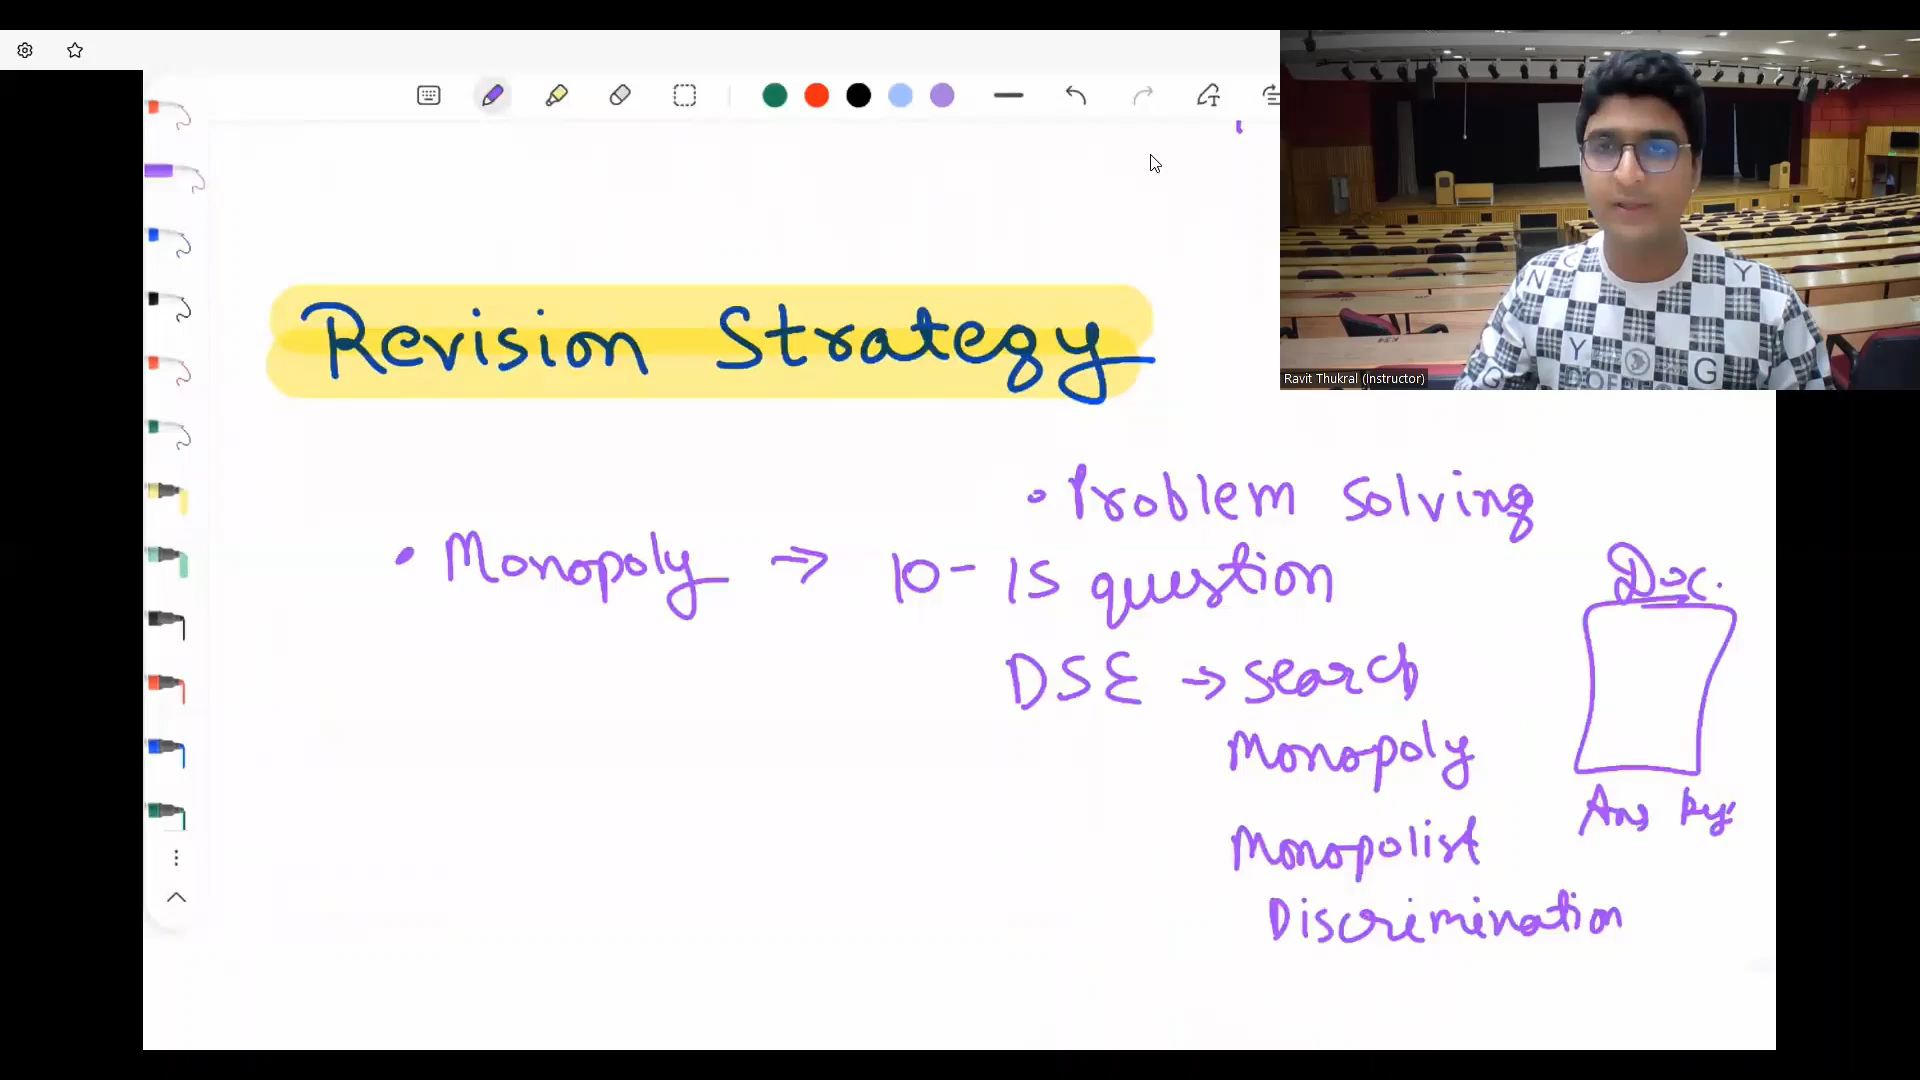 Ravit Thukral (Instructor)
Revision Strategy
• Problem solving
• Monopoly → 10 - 15 question
Doc.
DSE → search
Monopoly
Ans key
Monopolist
Discrimination